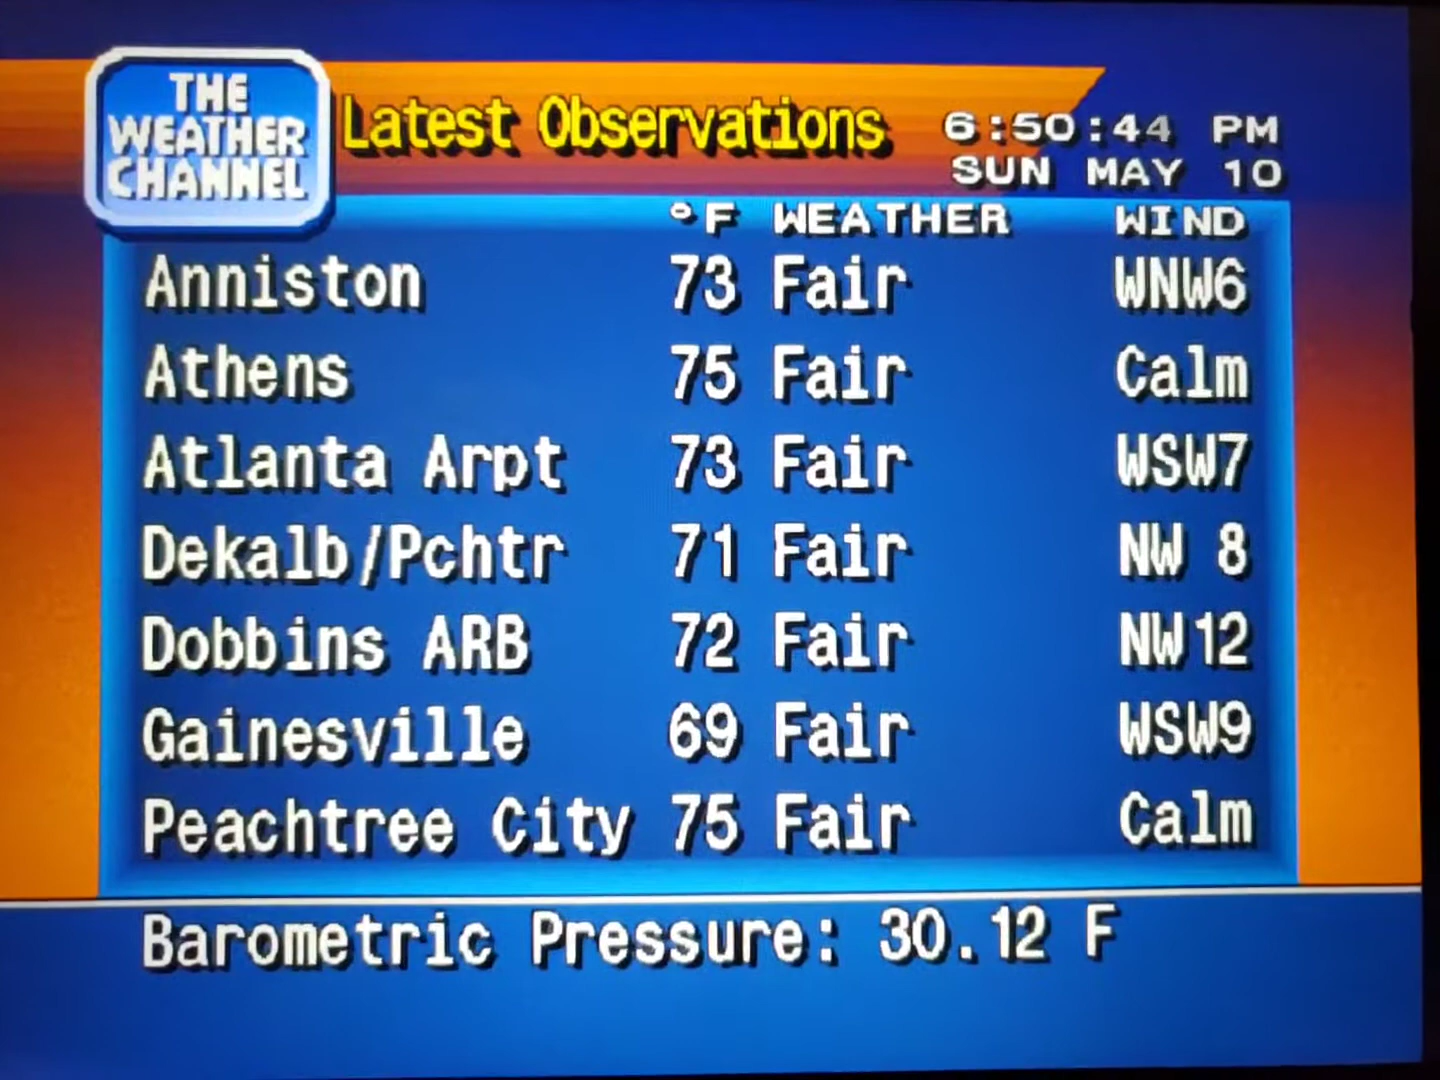 THE
WEATHER
CHANNEL
Latest Observations
6:50:44 PM
SUN MAY 10
°F WEATHER WIND
Anniston 73 Fair WNW6
Athens 75 Fair Calm
Atlanta Arpt 73 Fair WSW7
Dekalb/Pchtr 71 Fair NW 8
Dobbins ARB 72 Fair NW12
Gainesville 69 Fair WSW9
Peachtree City 75 Fair Calm
Barometric Pressure: 30.12 F